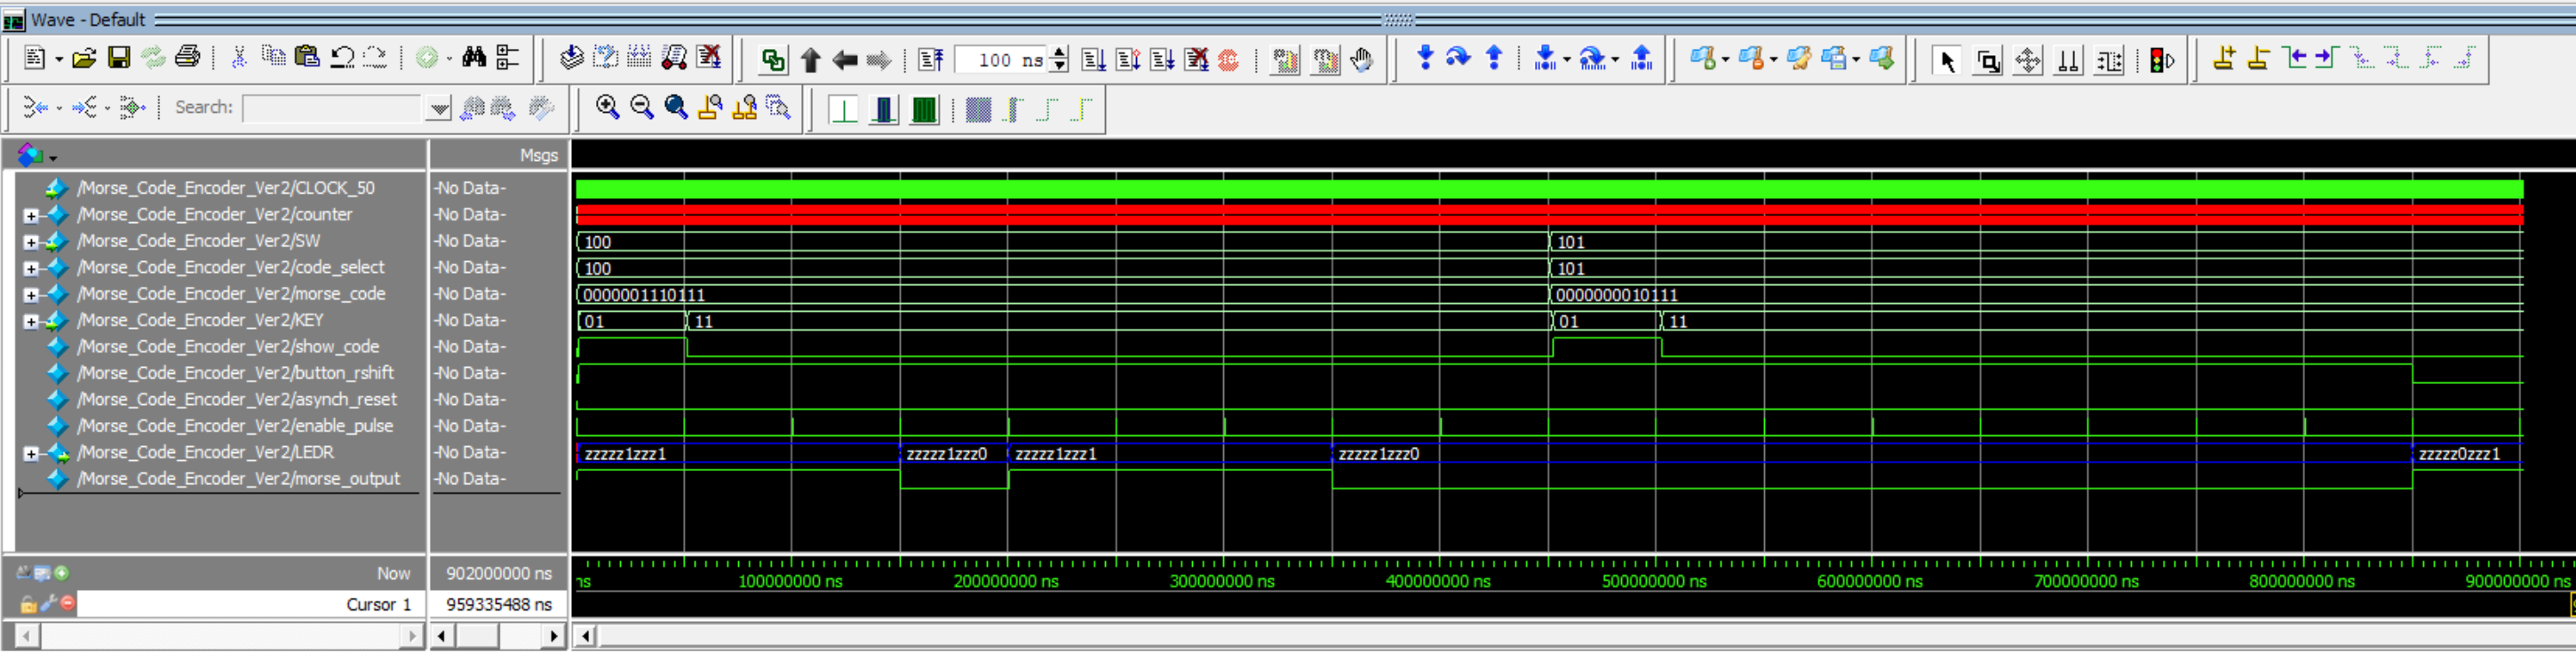 Wave - Default
100 ns
Search:
Msgs
/Morse_Code_Encoder_Ver2/CLOCK_50 -No Data-
/Morse_Code_Encoder_Ver2/counter -No Data-
/Morse_Code_Encoder_Ver2/SW -No Data- 100 101
/Morse_Code_Encoder_Ver2/code_select -No Data- 100 101
/Morse_Code_Encoder_Ver2/morse_code -No Data- 0000001110111 0000000010111
/Morse_Code_Encoder_Ver2/KEY -No Data- 01 11 01 11
/Morse_Code_Encoder_Ver2/show_code -No Data-
/Morse_Code_Encoder_Ver2/button_rshift -No Data-
/Morse_Code_Encoder_Ver2/asynch_reset -No Data-
/Morse_Code_Encoder_Ver2/enable_pulse -No Data-
/Morse_Code_Encoder_Ver2/LEDR -No Data- zzzzz1zzz1 zzzzz1zzz0 zzzzz1zzz1 zzzzz1zzz0 zzzzz0zzz1
/Morse_Code_Encoder_Ver2/morse_output -No Data-
Now 902000000 ns ns 100000000 ns 200000000 ns 300000000 ns 400000000 ns 500000000 ns 600000000 ns 700000000 ns 800000000 ns 900000000 ns
Cursor 1 959335488 ns